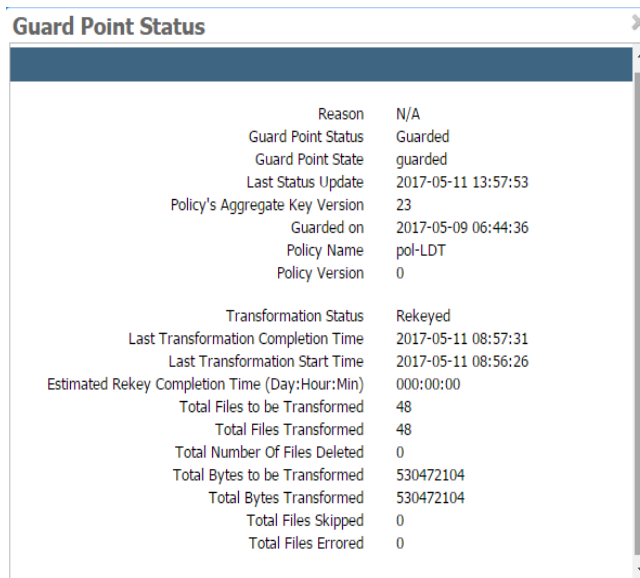 Guard Point Status
Reason N/A
Guard Point Status Guarded
Guard Point State guarded
Last Status Update 2017-05-11 13:57:53
Policy's Aggregate Key Version 23
Guarded on 2017-05-09 06:44:36
Policy Name pol-LDT
Policy Version 0
Transformation Status Rekeyed
Last Transformation Completion Time 2017-05-11 08:57:31
Last Transformation Start Time 2017-05-11 08:56:26
Estimated Rekey Completion Time (Day:Hour:Min) 000:00:00
Total Files to be Transformed 48
Total Files Transformed 48
Total Number Of Files Deleted 0
Total Bytes to be Transformed 530472104
Total Bytes Transformed 530472104
Total Files Skipped 0
Total Files Errored 0